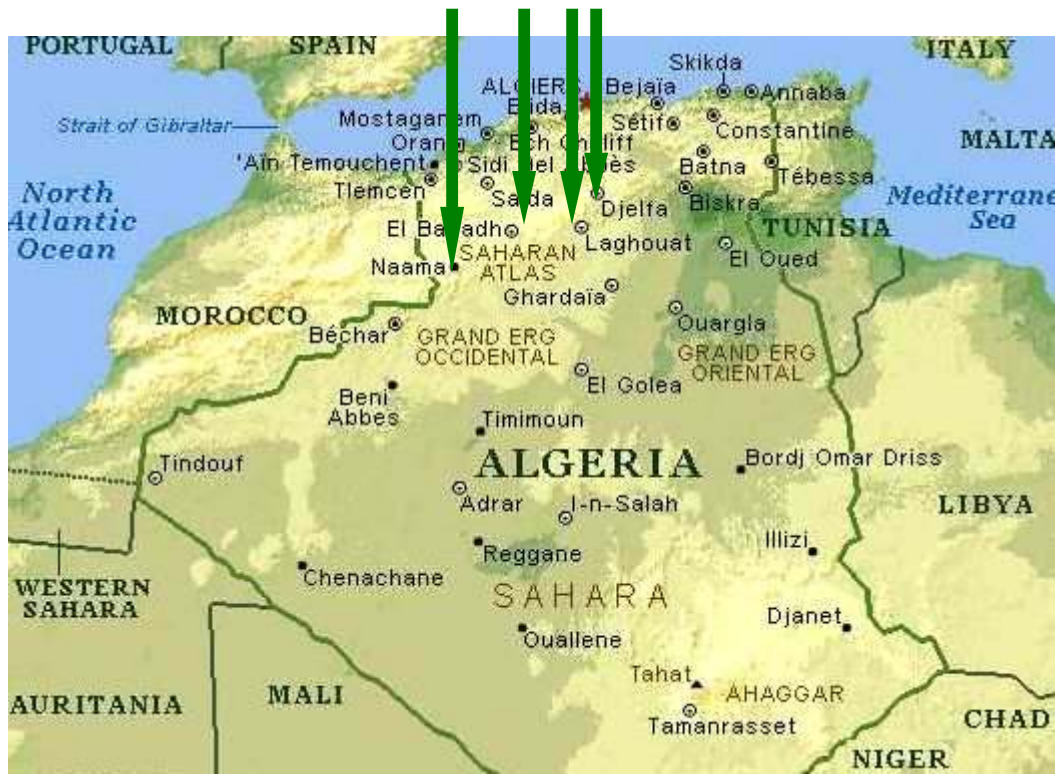 PORTUGAL
SPAIN
ITALY
Skikda
ALGIERS
Bejaïa
Annaba
Blida
Strait of Gibraltar
Mostaganem
Sétif
Constantine
MALTA
Oran
Ech Cheliff
'Aïn Temouchent
Sidi Bel Abbès
Batna
Tébessa
Tlemcen
Saïda
Djelfa
Biskra
North
Atlantic
Ocean
Mediterrane
Sea
El Bayadh
Laghouat
TUNISIA
El Oued
Naama
SAHARAN
ATLAS
Ghardaïa
MOROCCO
Béchar
Ouargla
GRAND ERG
OCCIDENTAL
GRAND ERG
ORIENTAL
El Golea
Beni
Abbes
Timimoun
Tindouf
ALGERIA
Bordj Omar Driss
Adrar
I-n-Salah
LIBYA
Reggane
Illizi
Chenachane
WESTERN
SAHARA
SAHARA
Djanet
Ouallene
Tahat
AHAGGAR
AURITANIA
MALI
Tamanrasset
CHAD
NIGER